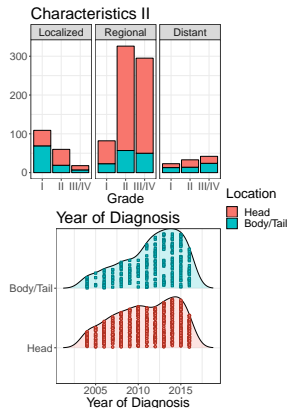 Characteristics II
Localized Regional Distant
300
200
100
0
I II III/IV I II III/IV I II III/IV
Grade
Location
Head
Body/Tail
Year of Diagnosis
Body/Tail
Head
2005 2010 2015
Year of Diagnosis